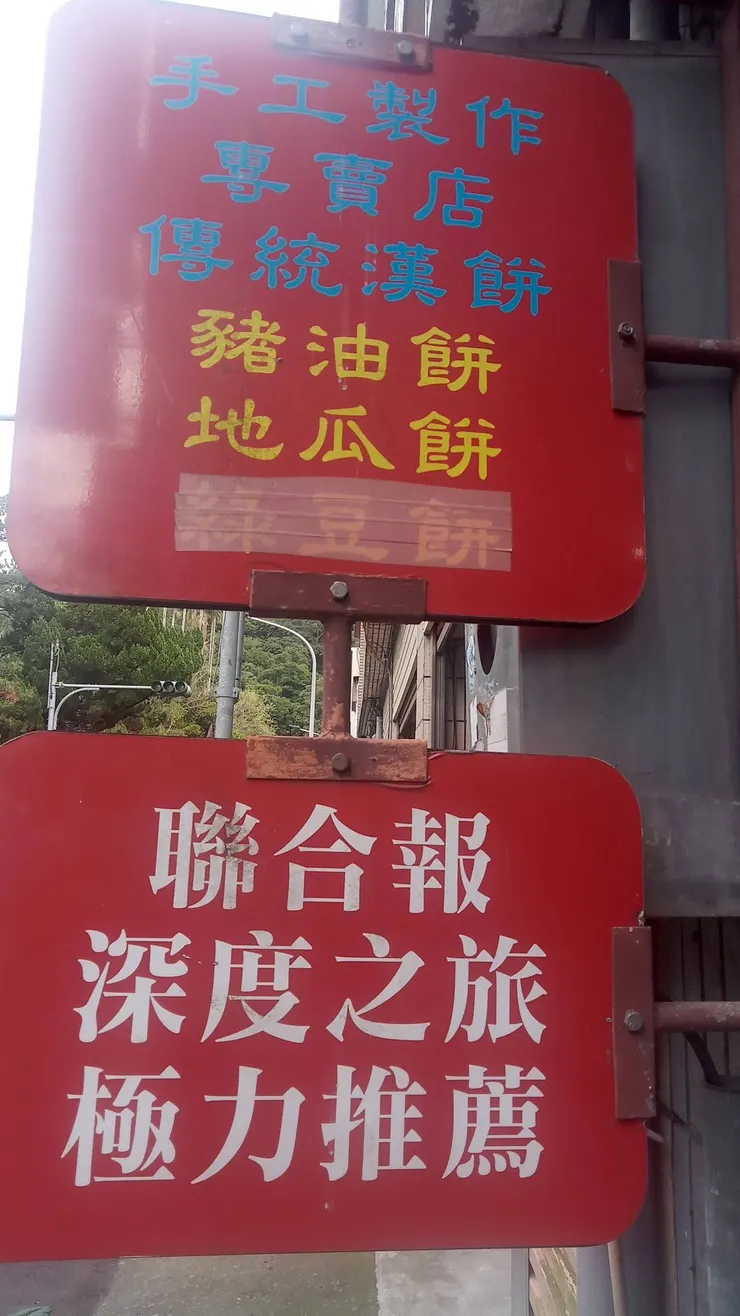 手工製作
專賣店
傳統漢餅
豬油餅
地瓜餅
綠豆餅
聯合報
深度之旅
極力推薦